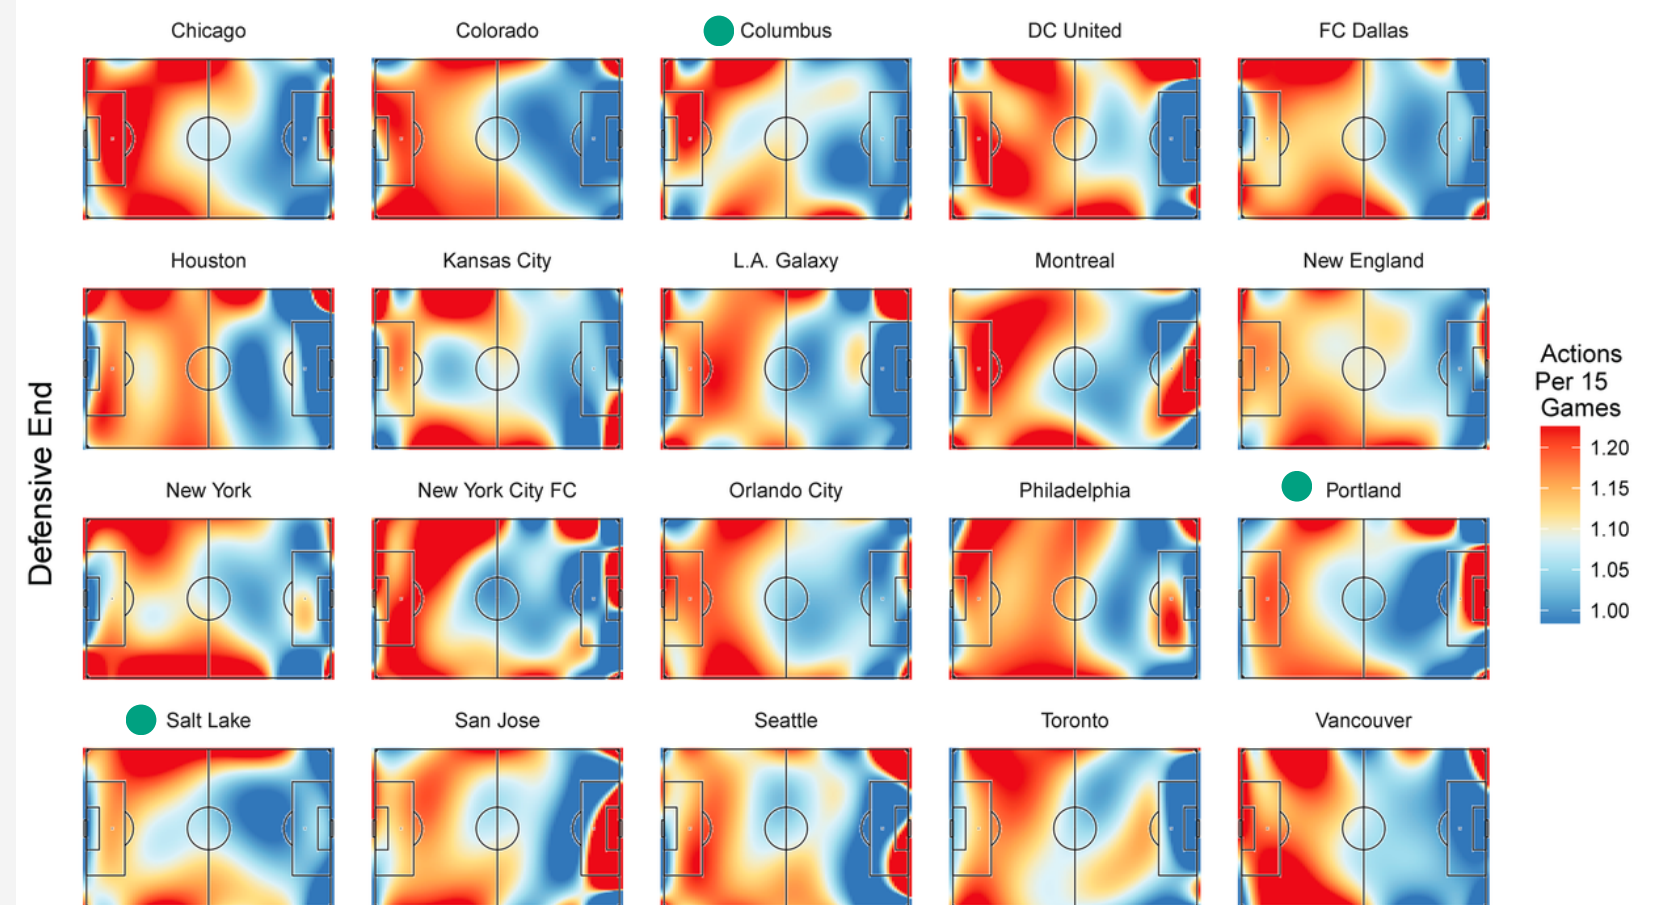 Chicago
Colorado
Columbus
DC United
FC Dallas
Houston
Kansas City
L.A. Galaxy
Montreal
New England
Actions
Per 15
Games
1.20
1.15
1.10
1.05
1.00
Defensive End
New York
New York City FC
Orlando City
Philadelphia
Portland
Salt Lake
San Jose
Seattle
Toronto
Vancouver